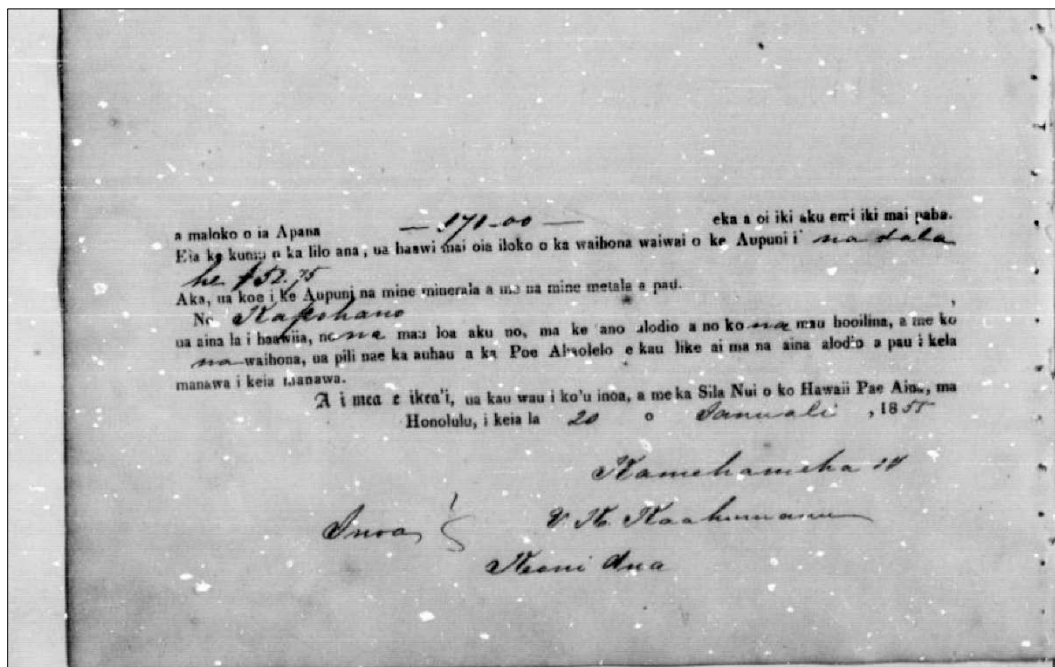 a maloko o ia Apana — 171.00 — eka a oi iki aku emi iki mai paha.
Eia ke kumu o ka lilo ana, ua haawi mai oia iloko o ka waihona waiwai o ke Aupuni i na dala
he 152.75
Aka, ua koe i ke Aupuni na mine minerala a me na mine metala a pau.
No Kapohano
ua aina la i haawiia, no na mau loa aku no, ma ke ano alodio a no ko na mau hooilina, a me ko
na waihona, ua pili nae ka auhau a ka Poe Ahaolelo e kau like ai ma na aina alodio a pau i kela
manawa i keia manawa.
A i mea e ikea'i, ua kau wau i ko'u inoa, a me ka Sila Nui o ko Hawaii Pae Aina, ma
Honolulu, i keia la 20 o Ianuali , 1855
Kamehameha IV
Inoa V. K. Kaahumanu
Keoni Ana